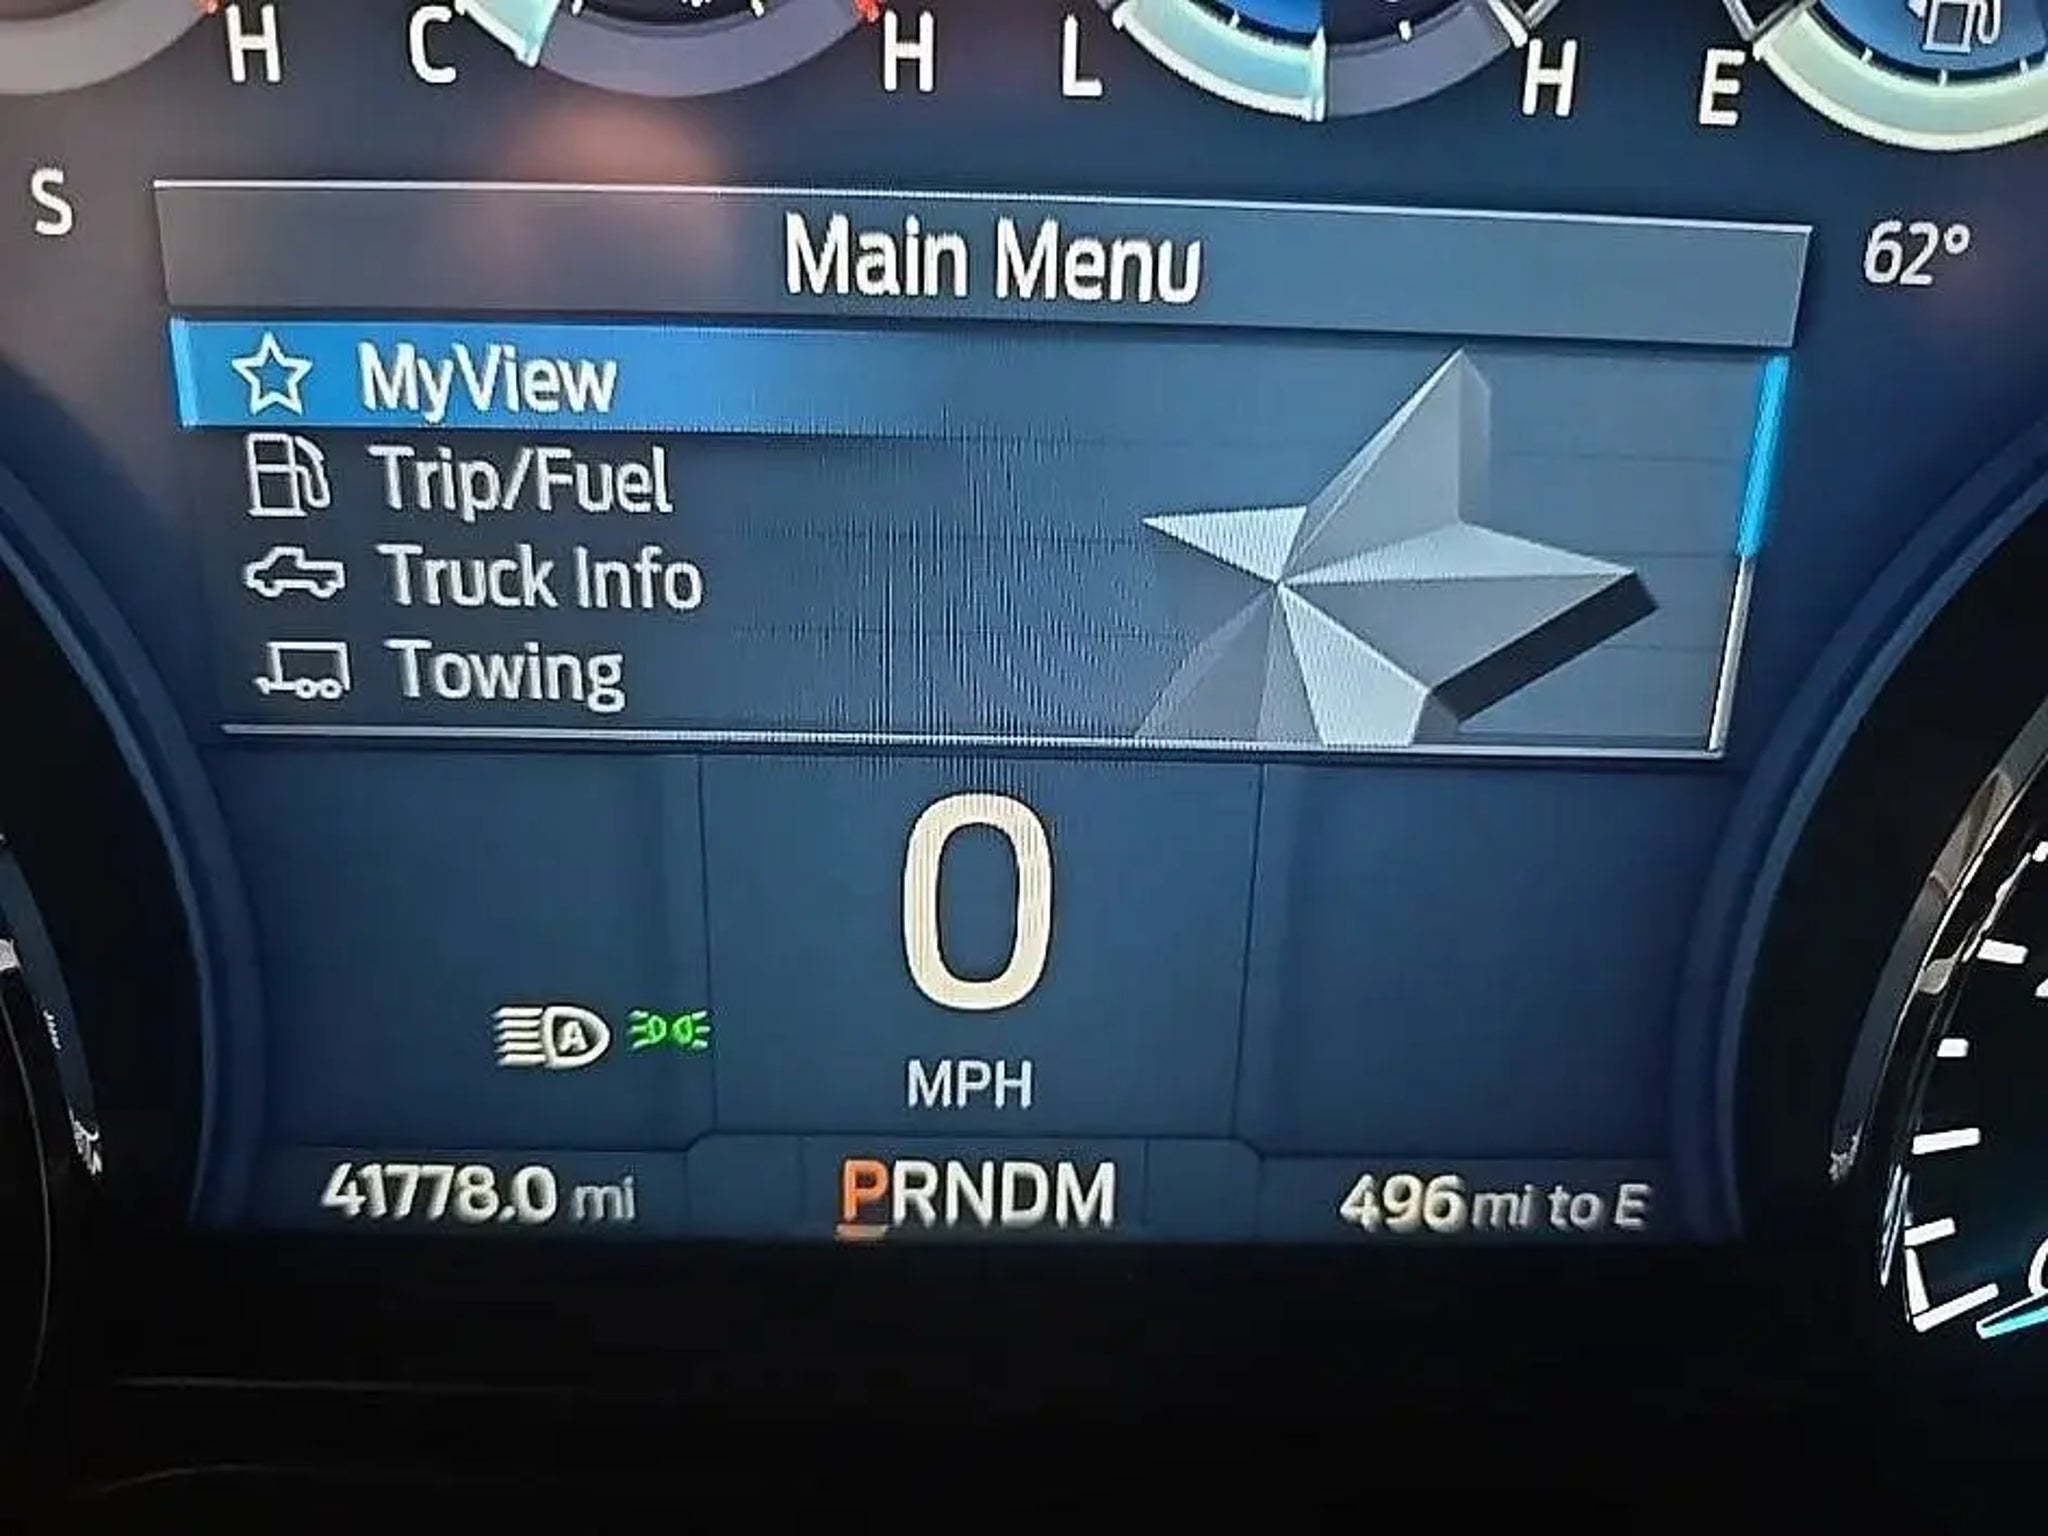 H C H L H E
S
62°
Main Menu
MyView
Trip/Fuel
Truck Info
Towing
A
0
MPH
41778.0 mi
PRNDM
496 mi to E